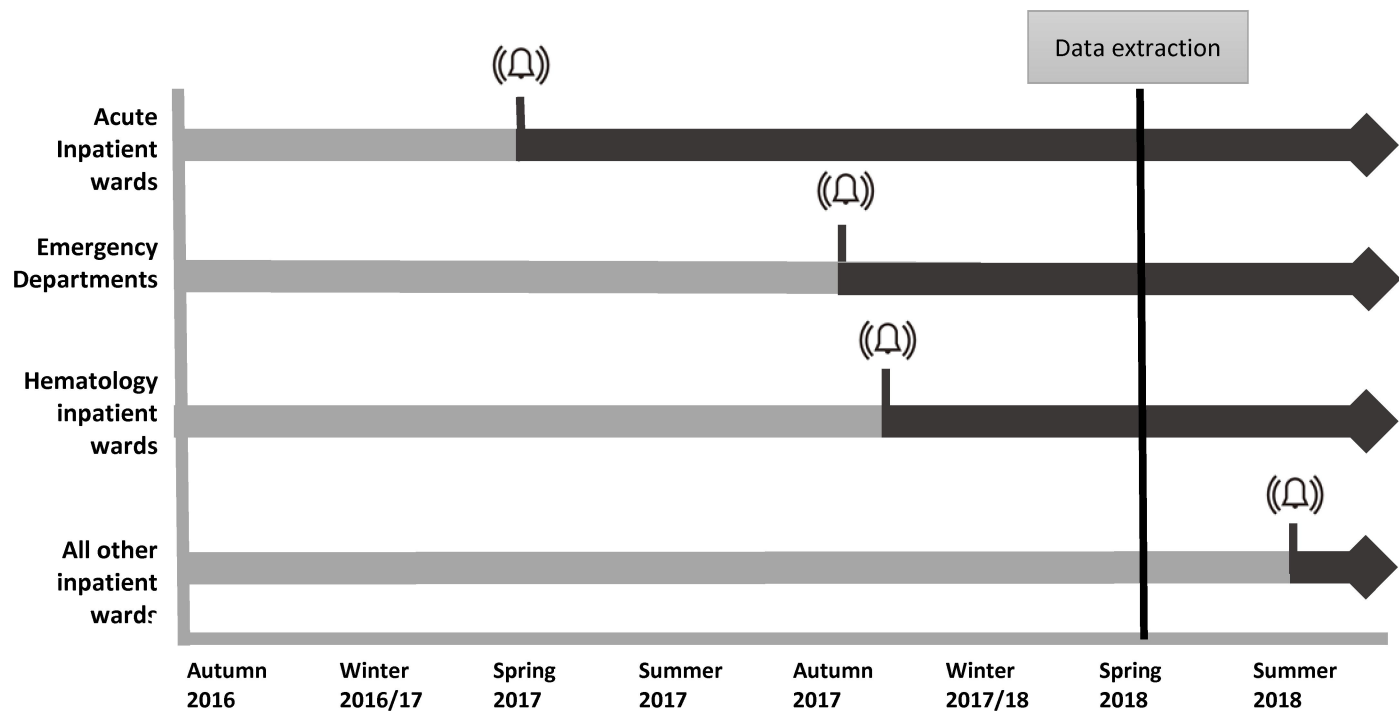 Data extraction
Acute
Inpatient
wards
Emergency
Departments
Hematology
inpatient
wards
All other
inpatient
wards
Autumn
2016
Winter
2016/17
Spring
2017
Summer
2017
Autumn
2017
Winter
2017/18
Spring
2018
Summer
2018